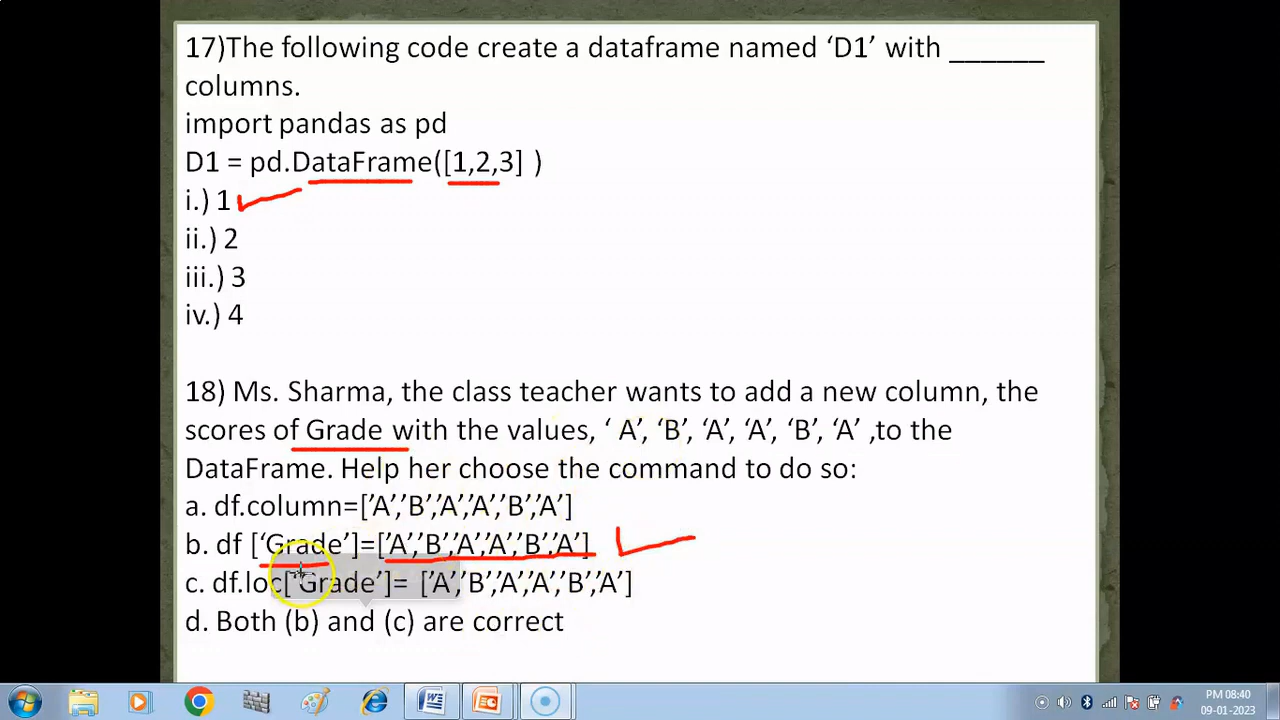 17)The following code create a dataframe named ‘D1’ with ______
columns.
import pandas as pd
D1 = pd.DataFrame([1,2,3] )
i.) 1
ii.) 2
iii.) 3
iv.) 4
18) Ms. Sharma, the class teacher wants to add a new column, the
scores of Grade with the values, ‘ A’, ‘B’, ‘A’, ‘A’, ‘B’, ‘A’ ,to the
DataFrame. Help her choose the command to do so:
a. df.column=[’A’,’B’,’A’,’A’,’B’,’A’]
b. df [‘Grade’]=[’A’,’B’,’A’,’A’,’B’,’A’]
c. df.loc[‘Grade’]= [’A’,’B’,’A’,’A’,’B’,’A’]
d. Both (b) and (c) are correct
PM 08:40
09-01-2023